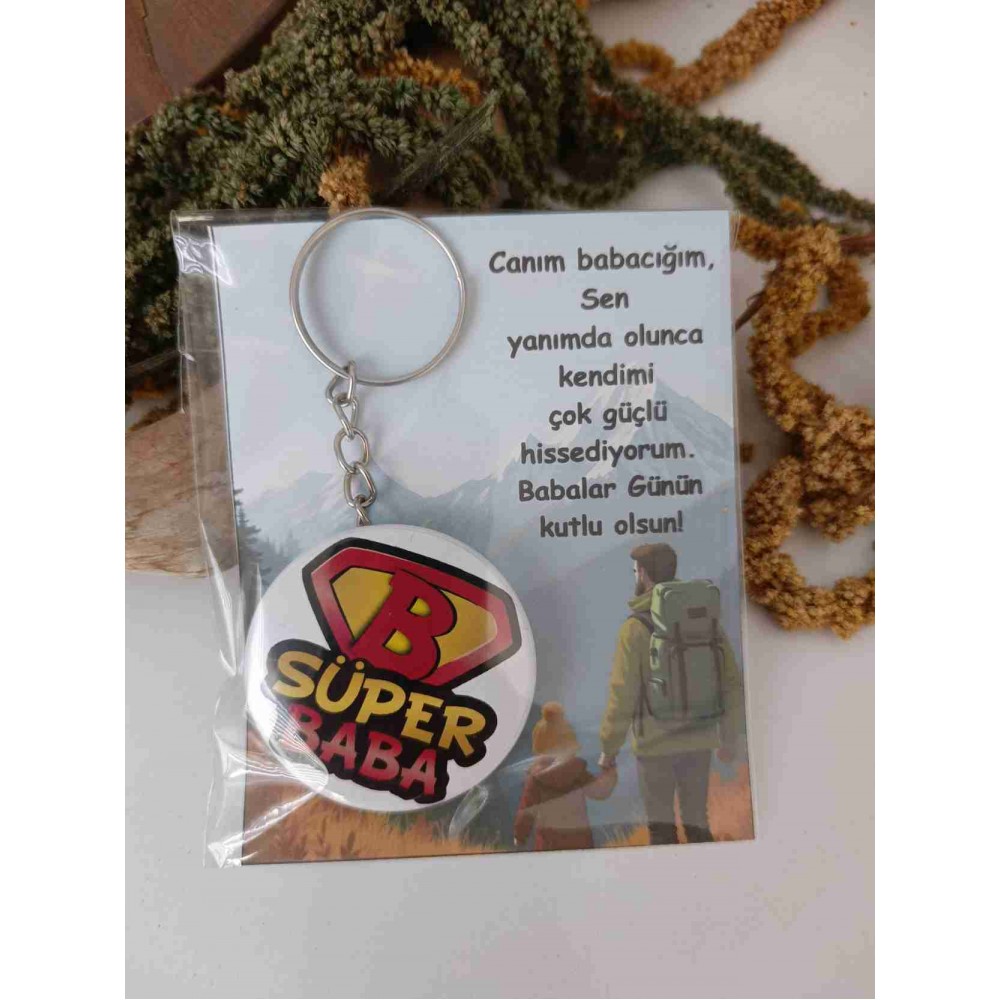 Canım babacığım,
Sen
yanımda olunca
kendimi
çok güçlü
hissediyorum.
Babalar Günün
kutlu olsun!
B
SÜPER
BABA